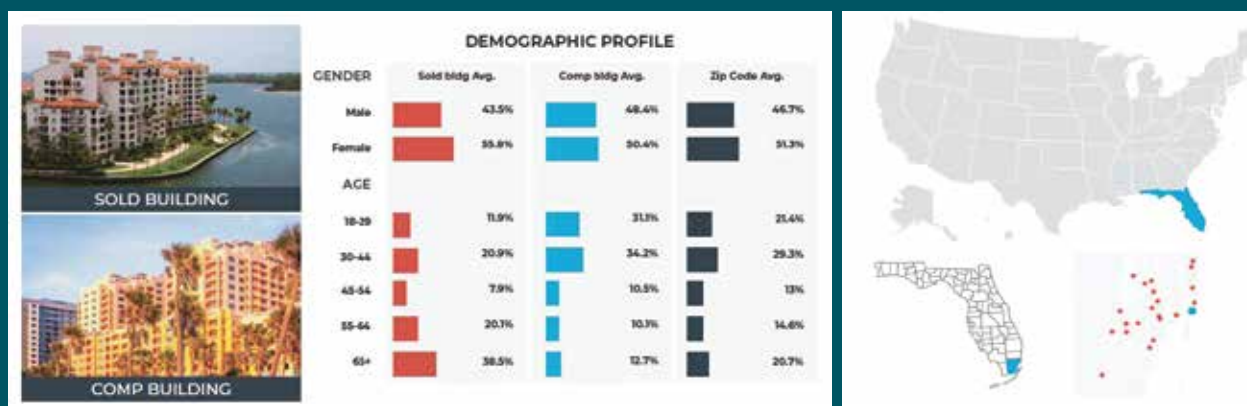 DEMOGRAPHIC PROFILE
GENDER Sold bldg Avg. Comp bldg Avg. Zip Code Avg.
Male 43.5% 48.4% 46.7%
Female 55.8% 50.4% 51.3%
SOLD BUILDING
AGE
18-29 11.9% 31.1% 21.4%
30-44 20.9% 34.2% 29.3%
45-54 7.9% 10.5% 13%
55-64 20.1% 10.1% 14.6%
65+ 38.5% 12.7% 20.7%
COMP BUILDING